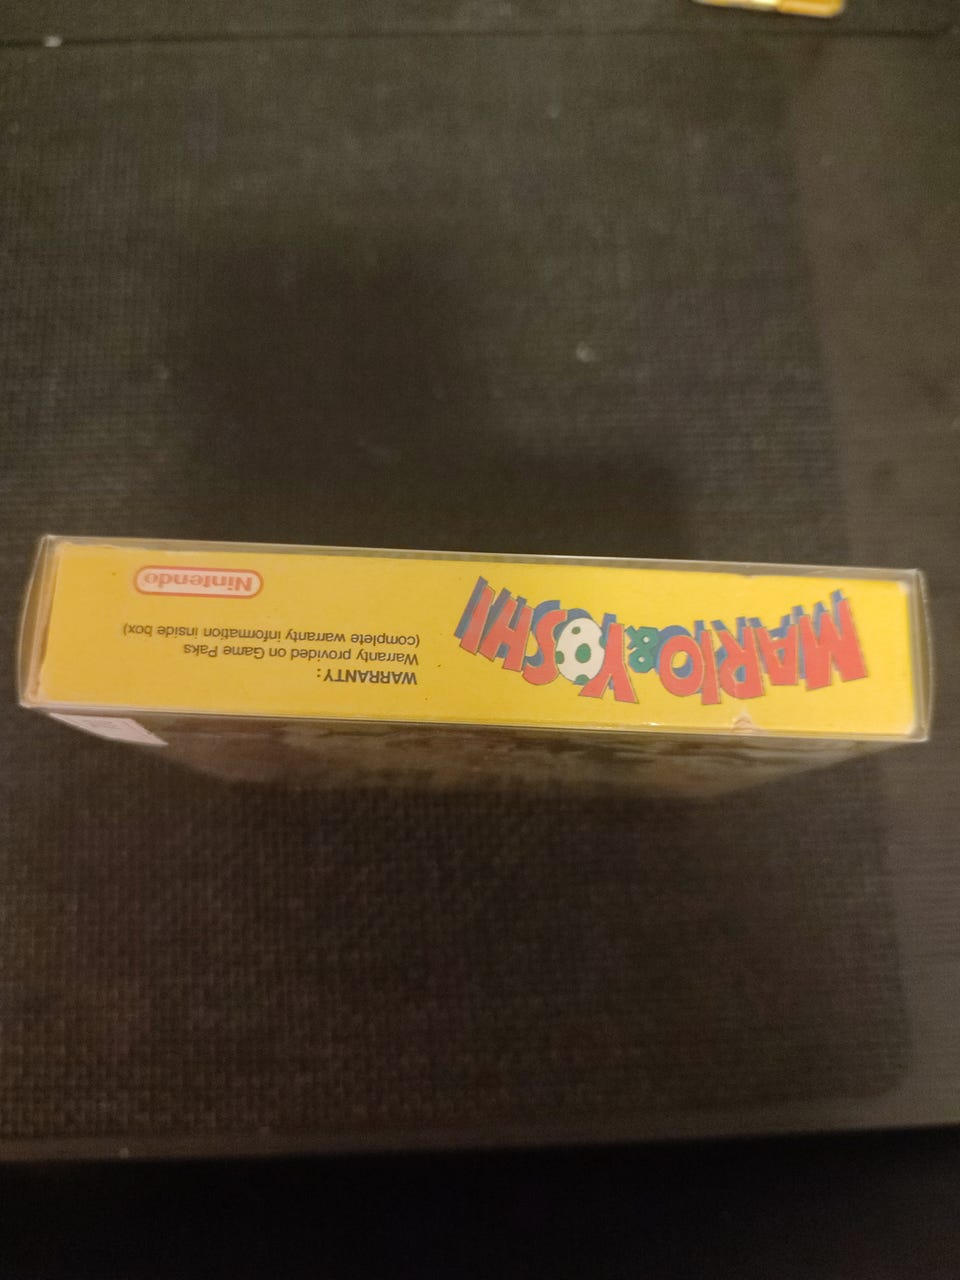 MARIO & YOSHI
WARRANTY:
Warranty provided on Game Paks
(complete warranty information inside box)
Nintendo